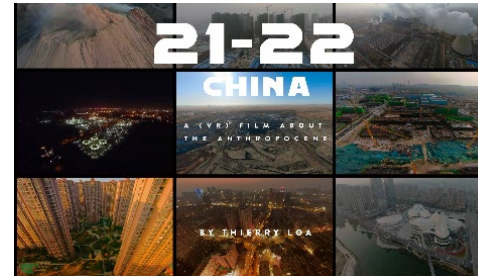 21-22
CHINA
A (VR) FILM ABOUT
THE ANTHROPOCENE
BY THIERRY LOA